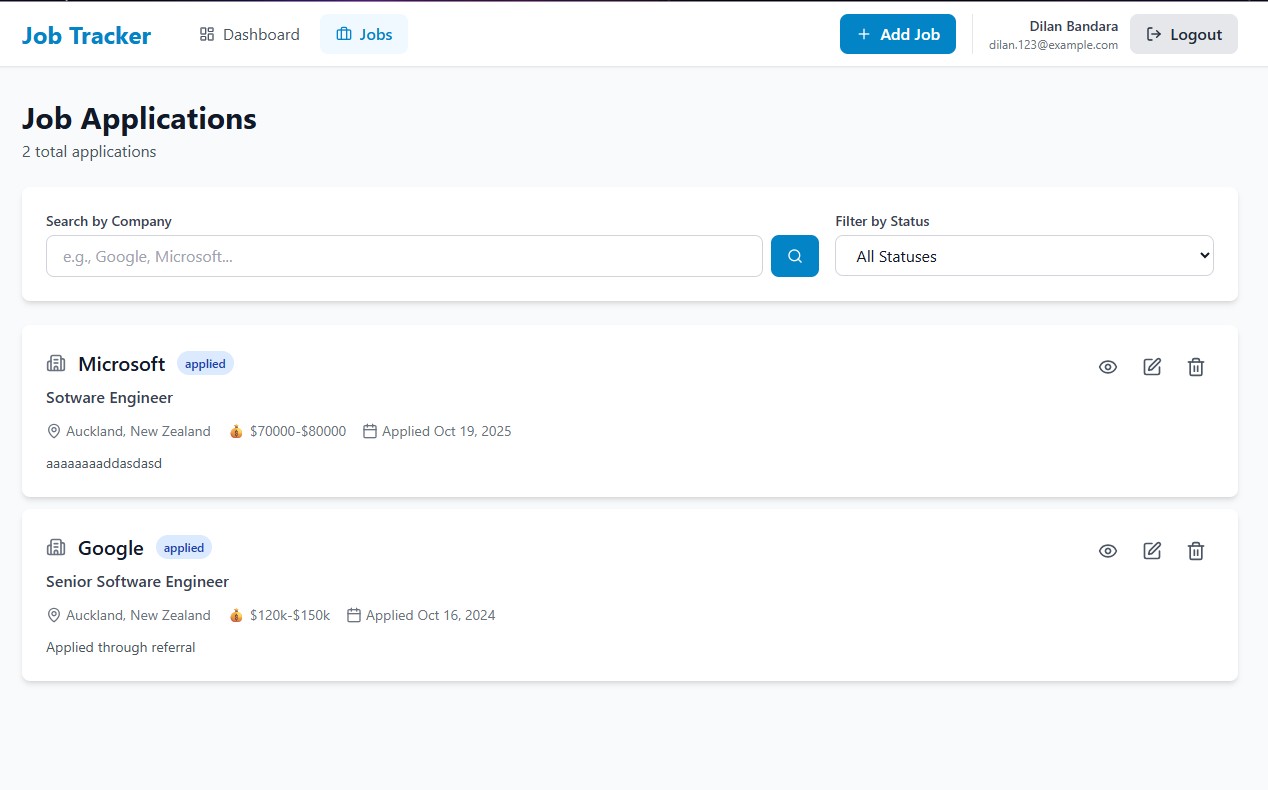 Job Tracker Dashboard Jobs Add Job Dilan Bandara Logout
dilan.123@example.com
Job Applications
2 total applications
Search by Company Filter by Status
e.g., Google, Microsoft... All Statuses
Microsoft applied
Sotware Engineer
Auckland, New Zealand $70000-$80000 Applied Oct 19, 2025
aaaaaaaaddasdasd
Google applied
Senior Software Engineer
Auckland, New Zealand $120k-$150k Applied Oct 16, 2024
Applied through referral